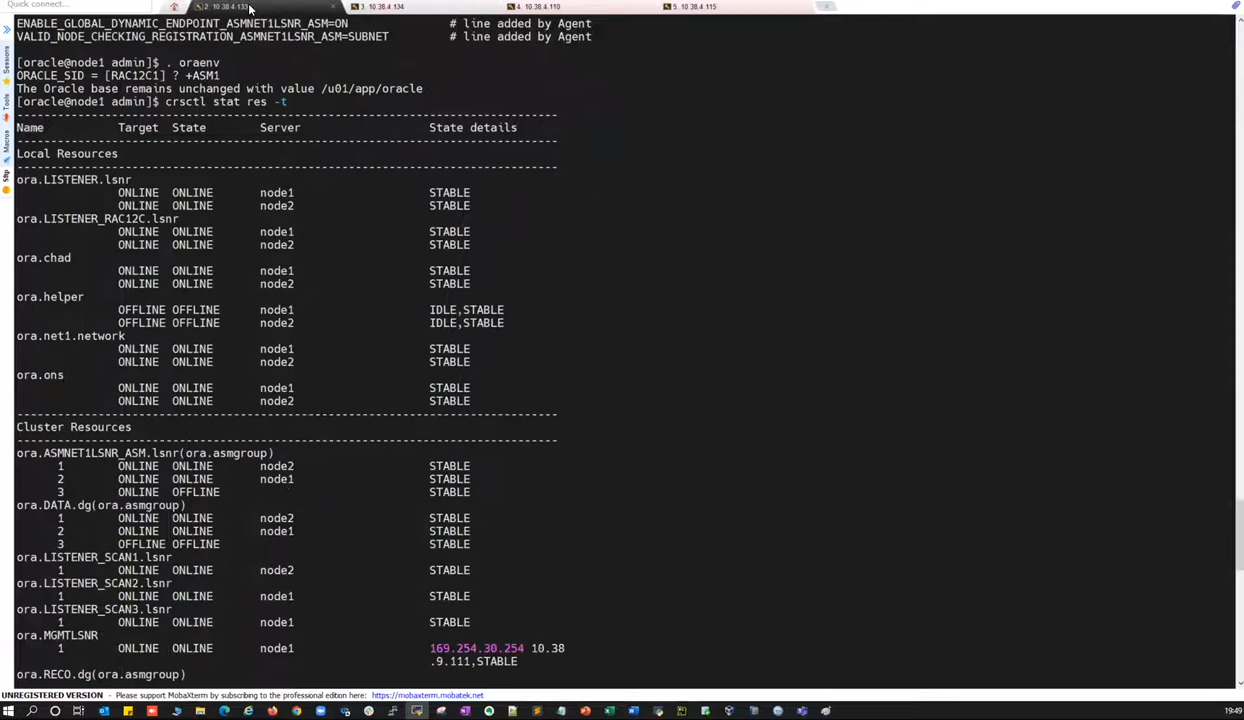 Quick connect...
2. 10.38.4.133
3. 10.38.4.134
4. 10.38.4.110
5. 10.38.4.115
Sessions
Tools
Macros
Sftp
ENABLE_GLOBAL_DYNAMIC_ENDPOINT_ASMNET1LSNR_ASM=ON # line added by Agent
VALID_NODE_CHECKING_REGISTRATION_ASMNET1LSNR_ASM=SUBNET # line added by Agent
[oracle@node1 admin]$ . oraenv
ORACLE_SID = [RAC12C1] ? +ASM1
The Oracle base remains unchanged with value /u01/app/oracle
[oracle@node1 admin]$ crsctl stat res -t
--------------------------------------------------------------------------------
Name Target State Server State details
--------------------------------------------------------------------------------
Local Resources
--------------------------------------------------------------------------------
ora.LISTENER.lsnr
ONLINE ONLINE node1 STABLE
ONLINE ONLINE node2 STABLE
ora.LISTENER_RAC12C.lsnr
ONLINE ONLINE node1 STABLE
ONLINE ONLINE node2 STABLE
ora.chad
ONLINE ONLINE node1 STABLE
ONLINE ONLINE node2 STABLE
ora.helper
OFFLINE OFFLINE node1 IDLE,STABLE
OFFLINE OFFLINE node2 IDLE,STABLE
ora.net1.network
ONLINE ONLINE node1 STABLE
ONLINE ONLINE node2 STABLE
ora.ons
ONLINE ONLINE node1 STABLE
ONLINE ONLINE node2 STABLE
--------------------------------------------------------------------------------
Cluster Resources
--------------------------------------------------------------------------------
ora.ASMNET1LSNR_ASM.lsnr(ora.asmgroup)
1 ONLINE ONLINE node2 STABLE
2 ONLINE ONLINE node1 STABLE
3 ONLINE OFFLINE STABLE
ora.DATA.dg(ora.asmgroup)
1 ONLINE ONLINE node2 STABLE
2 ONLINE ONLINE node1 STABLE
3 OFFLINE OFFLINE STABLE
ora.LISTENER_SCAN1.lsnr
1 ONLINE ONLINE node2 STABLE
ora.LISTENER_SCAN2.lsnr
1 ONLINE ONLINE node1 STABLE
ora.LISTENER_SCAN3.lsnr
1 ONLINE ONLINE node1 STABLE
ora.MGMTLSNR
1 ONLINE ONLINE node1 169.254.30.254 10.38
.9.111,STABLE
ora.RECO.dg(ora.asmgroup)
UNREGISTERED VERSION - Please support MobaXterm by subscribing to the professional edition here: https://mobaxterm.mobatek.net
19:49